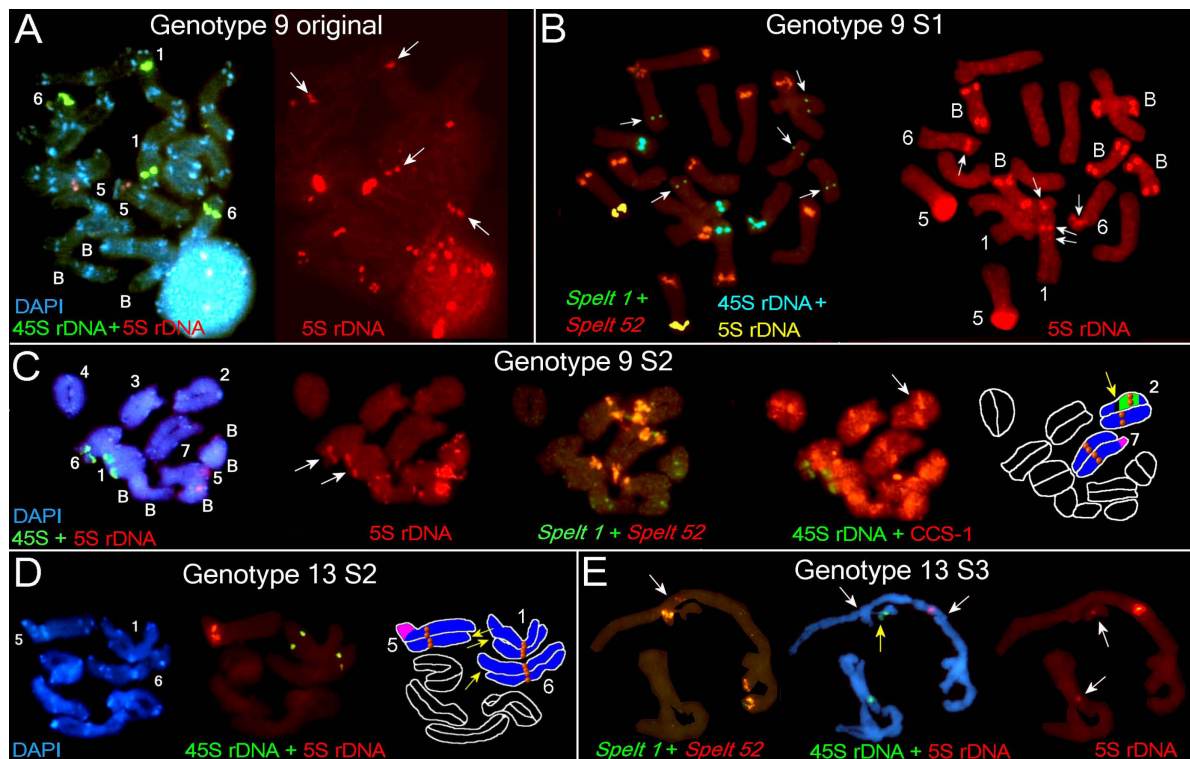 A
Genotype 9 original
1
6
1
5
5
6
B
B
B
DAPI
45S rDNA+5S rDNA
5S rDNA
B
Genotype 9 S1
Spelt 1 +
Spelt 52
45S rDNA +
5S rDNA
B
B
6
B
B
B
5
6
1
1
5
5S rDNA
C
Genotype 9 S2
4
3
2
B
7
B
6
1
5
B
B
B
DAPI
45S + 5S rDNA
5S rDNA
Spelt 1 + Spelt 52
45S rDNA + CCS-1
2
7
D
Genotype 13 S2
5
1
6
DAPI
45S rDNA + 5S rDNA
1
5
6
E
Genotype 13 S3
Spelt 1 + Spelt 52
45S rDNA + 5S rDNA
5S rDNA